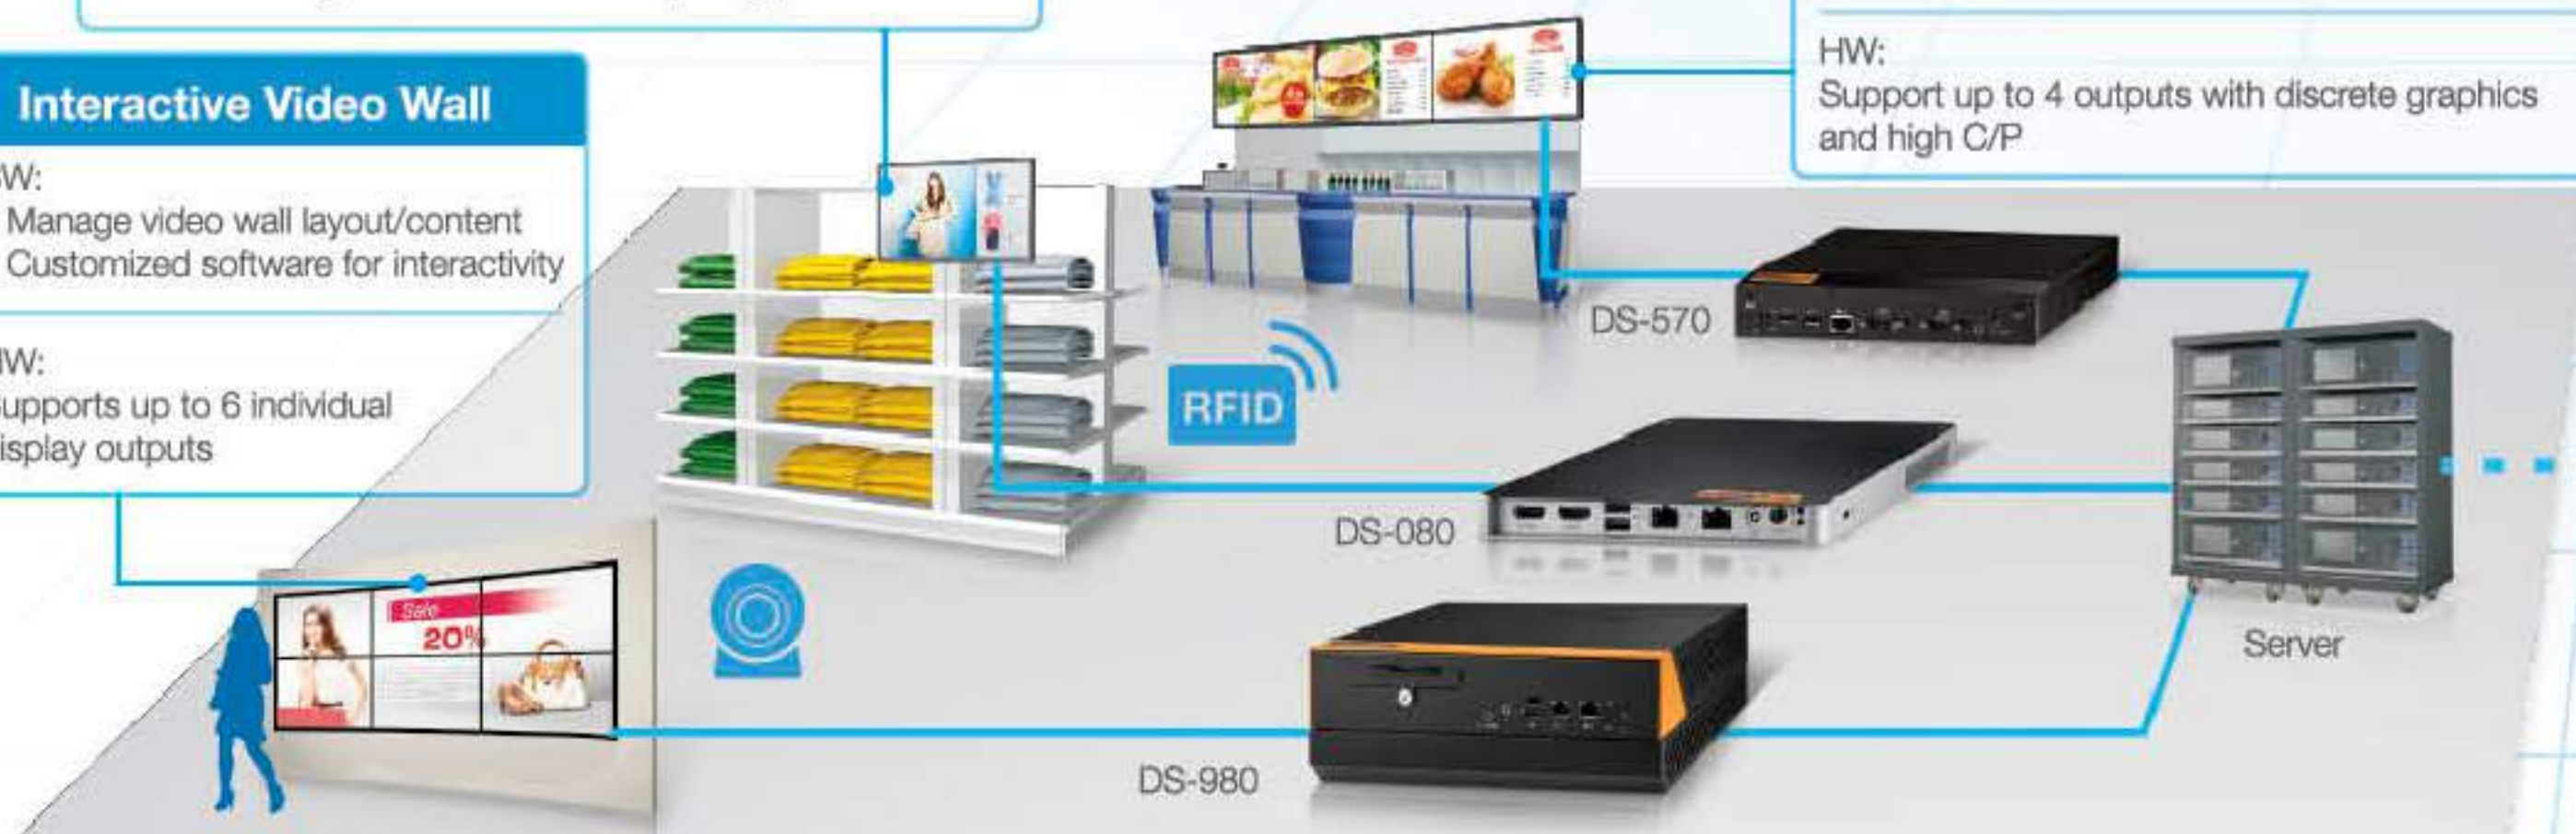 Interactive Video Wall
W:
Manage video wall layout/content
Customized software for interactivity
W:
upports up to 6 individual
isplay outputs
HW:
Support up to 4 outputs with discrete graphics
and high C/P
DS-570
RFID
DS-080
Server
Sale
20%
DS-980